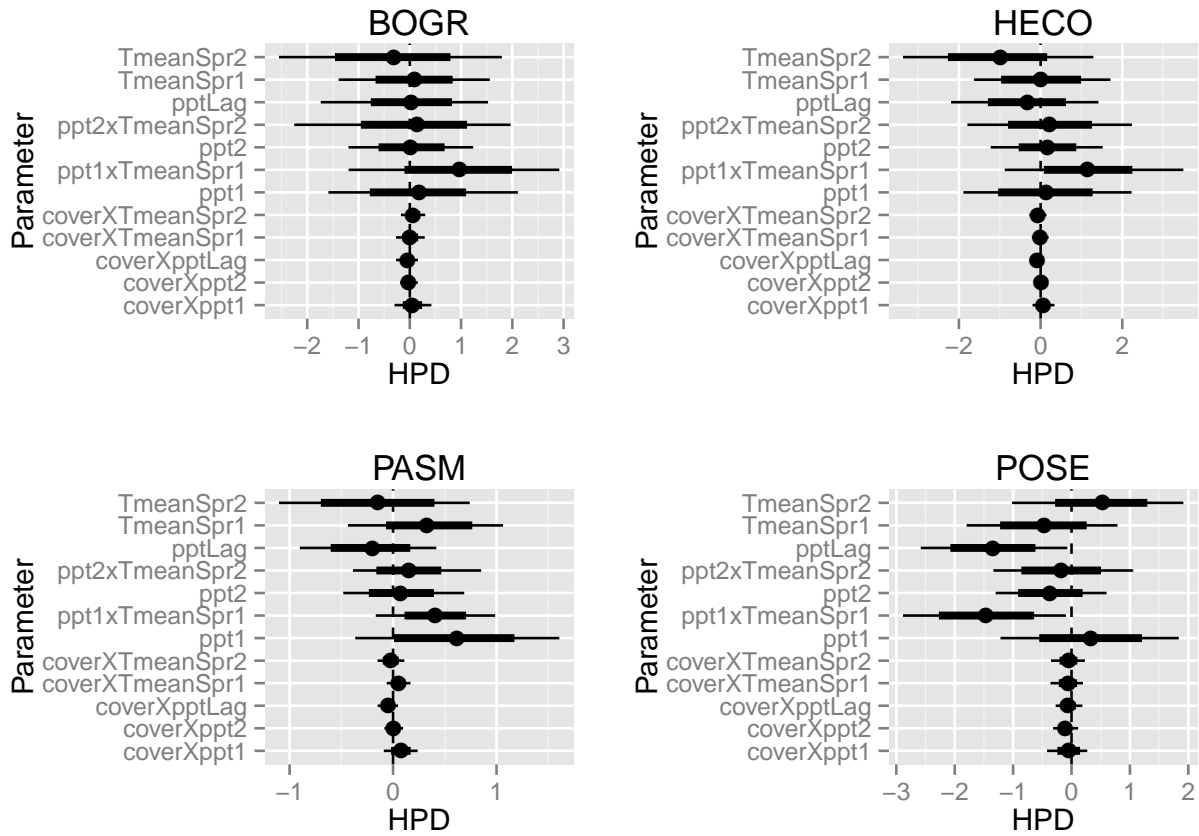 BOGR
Parameter
TmeanSpr2
TmeanSpr1
pptLag
ppt2xTmeanSpr2
ppt2
ppt1xTmeanSpr1
ppt1
coverXTmeanSpr2
coverXTmeanSpr1
coverXpptLag
coverXppt2
coverXppt1
−2 −1 0 1 2 3
HPD
HECO
Parameter
TmeanSpr2
TmeanSpr1
pptLag
ppt2xTmeanSpr2
ppt2
ppt1xTmeanSpr1
ppt1
coverXTmeanSpr2
coverXTmeanSpr1
coverXpptLag
coverXppt2
coverXppt1
−2 0 2
HPD
PASM
Parameter
TmeanSpr2
TmeanSpr1
pptLag
ppt2xTmeanSpr2
ppt2
ppt1xTmeanSpr1
ppt1
coverXTmeanSpr2
coverXTmeanSpr1
coverXpptLag
coverXppt2
coverXppt1
−1 0 1
HPD
POSE
Parameter
TmeanSpr2
TmeanSpr1
pptLag
ppt2xTmeanSpr2
ppt2
ppt1xTmeanSpr1
ppt1
coverXTmeanSpr2
coverXTmeanSpr1
coverXpptLag
coverXppt2
coverXppt1
−3 −2 −1 0 1 2
HPD